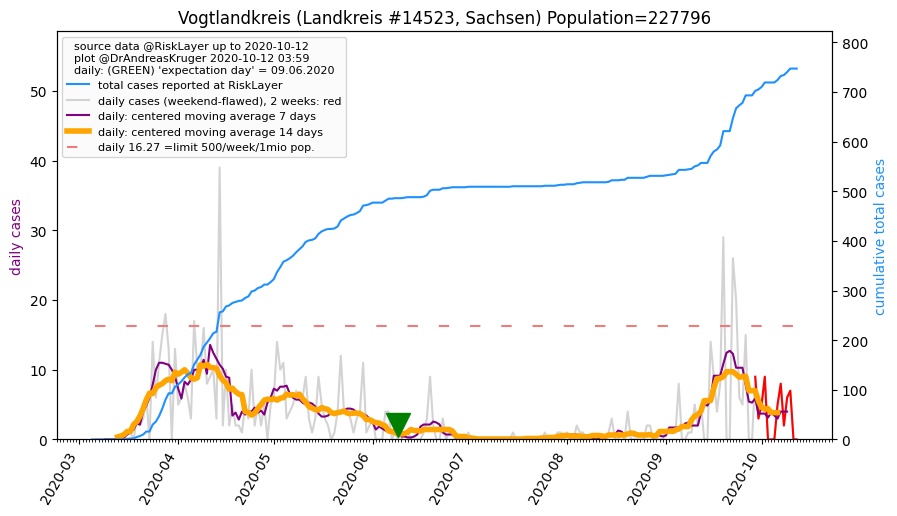 Vogtlandkreis (Landkreis #14523, Sachsen) Population=227796
source data @RiskLayer up to 2020-10-12
plot @DrAndreasKruger 2020-10-12 03:59
daily: (GREEN) 'expectation day' = 09.06.2020
total cases reported at RiskLayer
daily cases (weekend-flawed), 2 weeks: red
daily: centered moving average 7 days
daily: centered moving average 14 days
daily 16.27 =limit 500/week/1mio pop.
daily cases
0
10
20
30
40
50
cumulative total cases
0
100
200
300
400
500
600
700
800
2020-03
2020-04
2020-05
2020-06
2020-07
2020-08
2020-09
2020-10